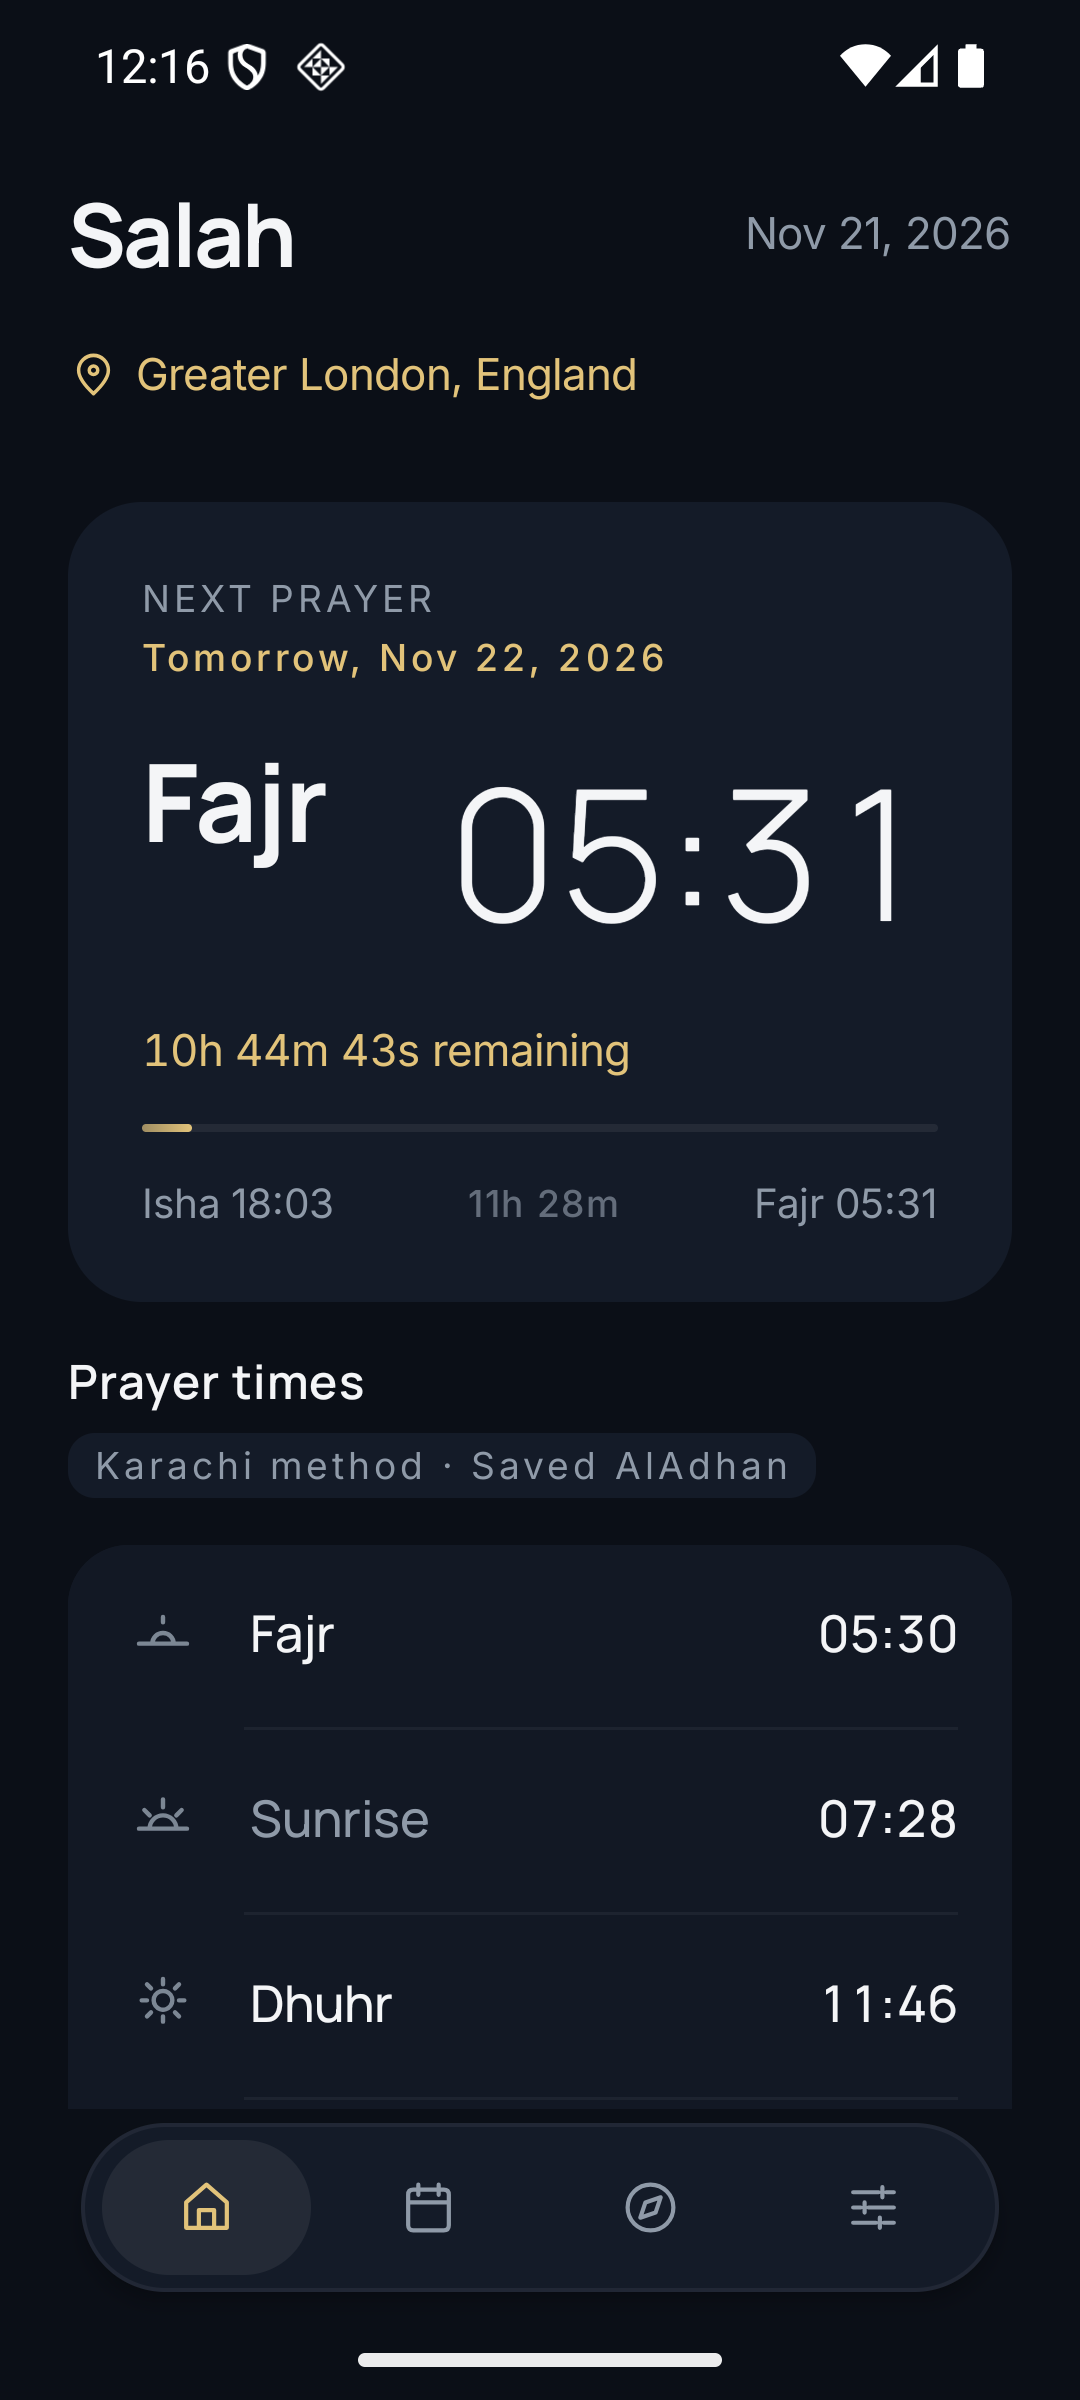 12:16
Salah
Nov 21, 2026
Greater London, England
NEXT PRAYER
Tomorrow, Nov 22, 2026
Fajr 05:31
10h 44m 43s remaining
Isha 18:03 11h 28m Fajr 05:31
Prayer times
Karachi method · Saved AlAdhan
Fajr 05:30
Sunrise 07:28
Dhuhr 11:46